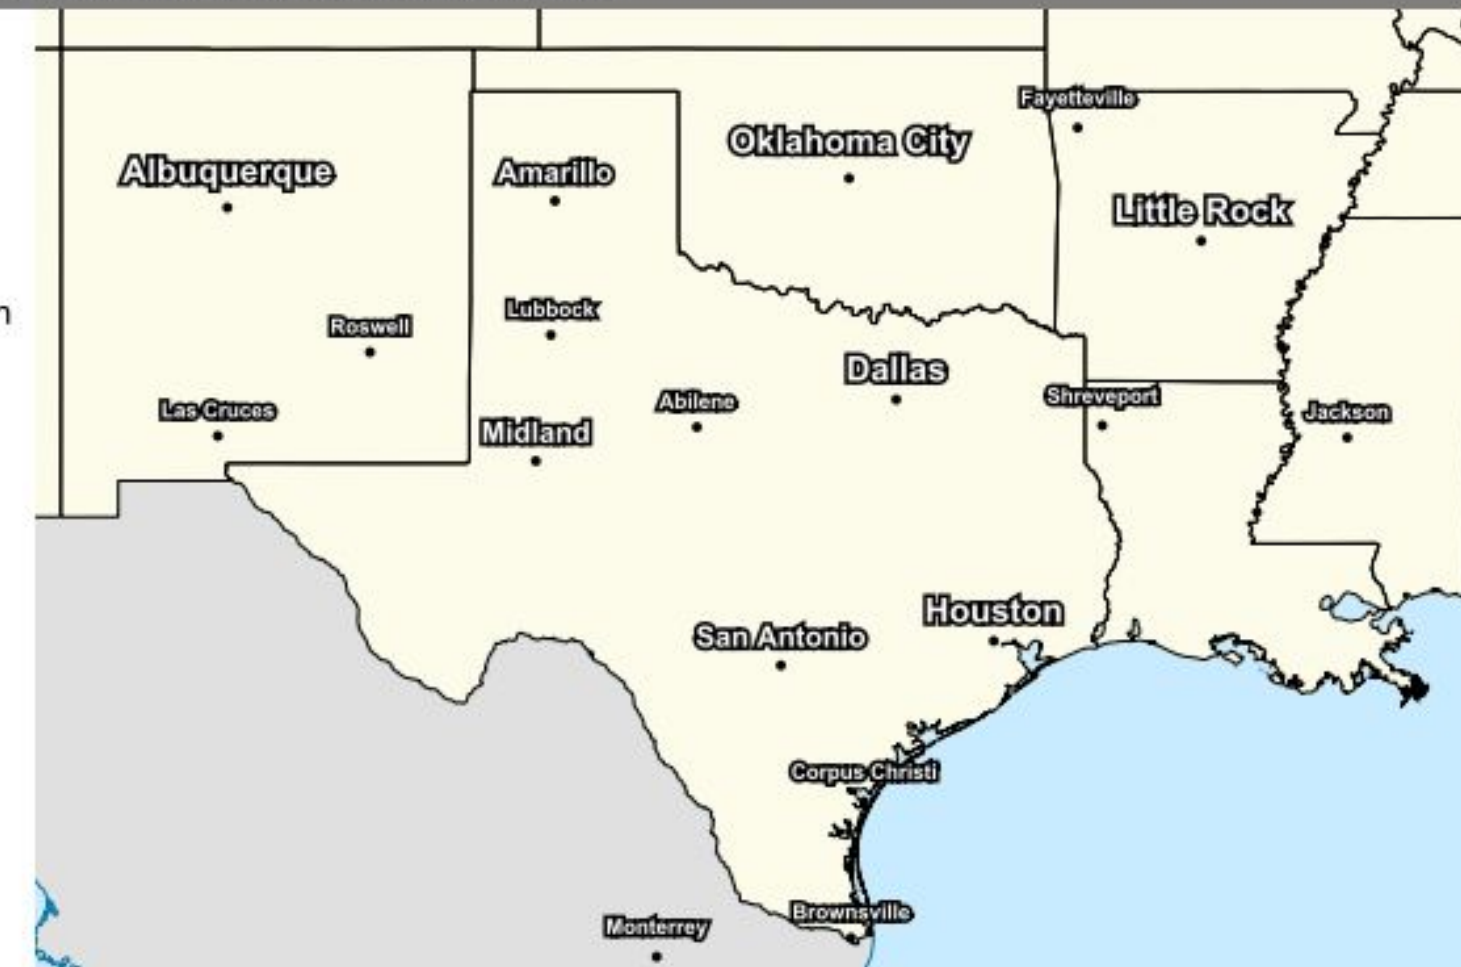 Fayetteville
Oklahoma City
Albuquerque
Amarillo
Little Rock
Lubbock
n
Roswell
Dallas
Shreveport
Abilene
Las Cruces
Jackson
Midland
Houston
San Antonio
Corpus Christi
Brownsville
Monterrey